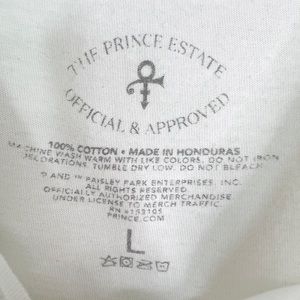 THE PRINCE ESTATE
OFFICIAL & APPROVED
100% COTTON • MADE IN HONDURAS
MACHINE WASH WARM WITH LIKE COLORS. DO NOT IRON
DECORATIONS. TUMBLE DRY LOW. DO NOT BLEACH.
© AND ™ PAISLEY PARK ENTERPRISES, INC.
ALL RIGHTS RESERVED.
OFFICIALLY AUTHORIZED MERCHANDISE.
UNDER LICENSE TO MERCH TRAFFIC.
RN #153105
PRINCE.COM
L